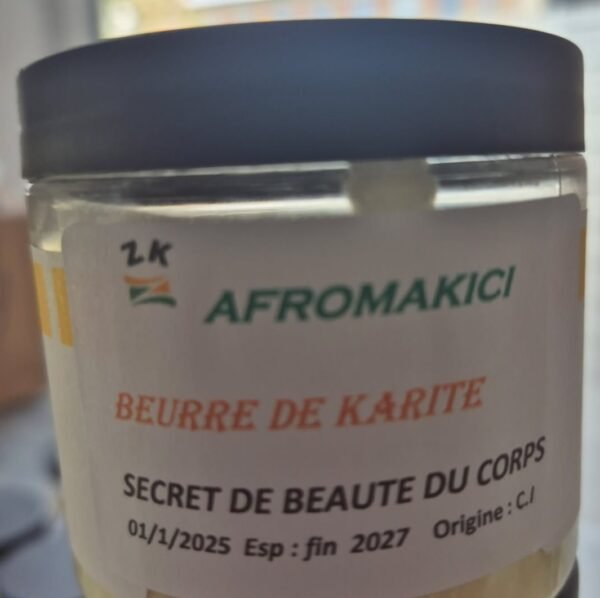 ZK
AFROMAKICI
BEURRE DE KARITE
SECRET DE BEAUTE DU CORPS
01/1/2025 Esp : fin 2027 Origine : C.I